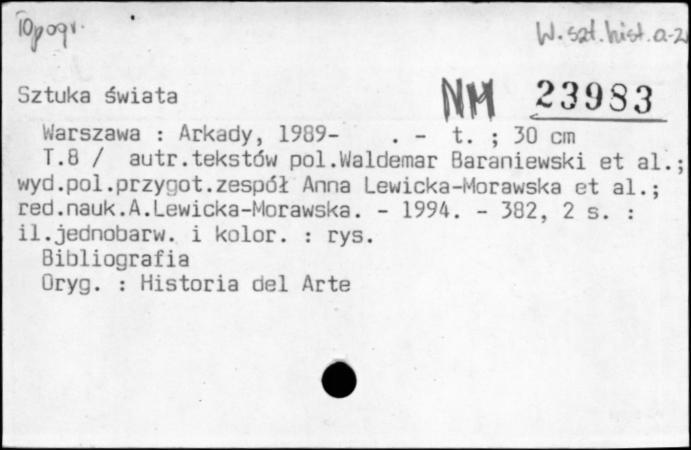 Topogr.
W. szt. hist. a-z
Sztuka świata
NM 23983
Warszawa : Arkady, 1989-    . - t. ; 30 cm
T.8 / autr.tekstów pol.Waldemar Baraniewski et al.;
wyd.pol.przygot.zespół Anna Lewicka-Morawska et al.;
red.nauk.A.Lewicka-Morawska. - 1994. - 382, 2 s. :
il.jednobarw. i kolor. : rys.
Bibliografia
Oryg. : Historia del Arte